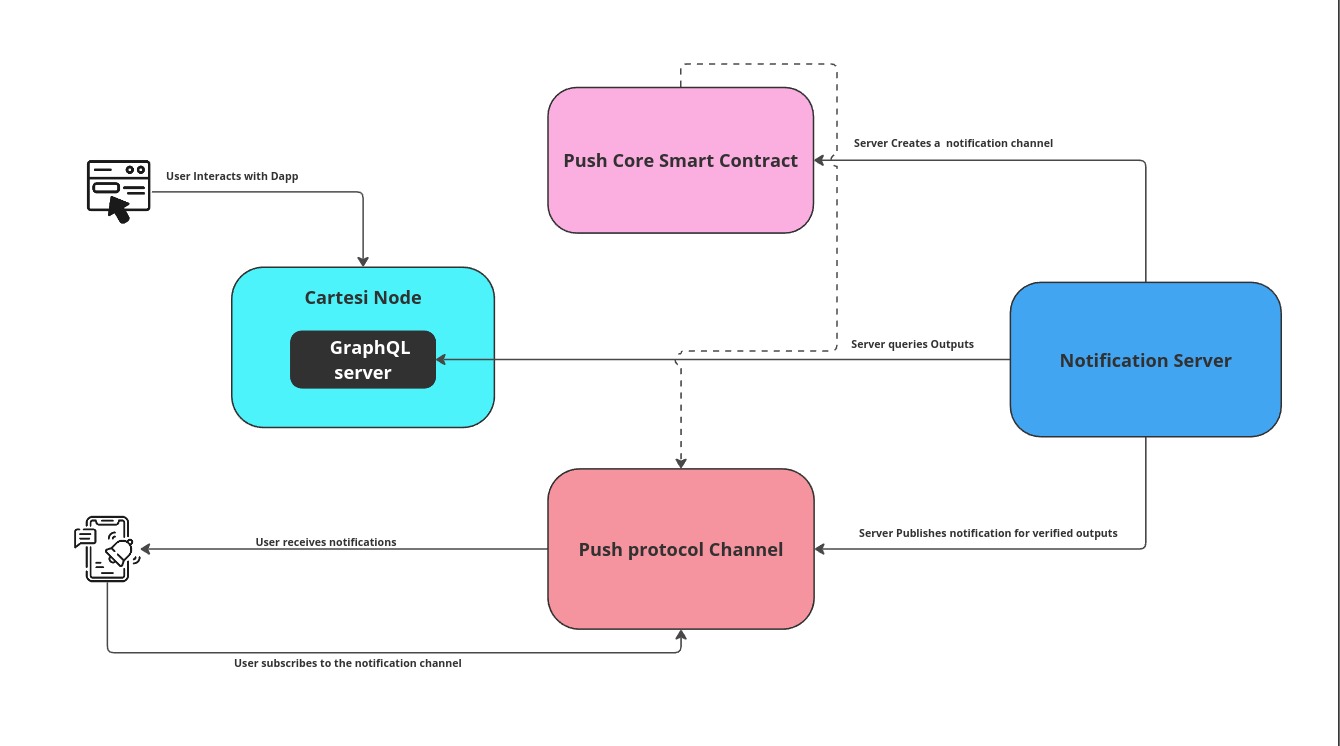 Server Creates a  notification channel
Push Core Smart Contract
User Interacts with Dapp
Cartesi Node
GraphQL
server
Server queries Outputs
Notification Server
Server Publishes notification for verified outputs
User receives notifications
Push protocol Channel
User subscribes to the notification channel